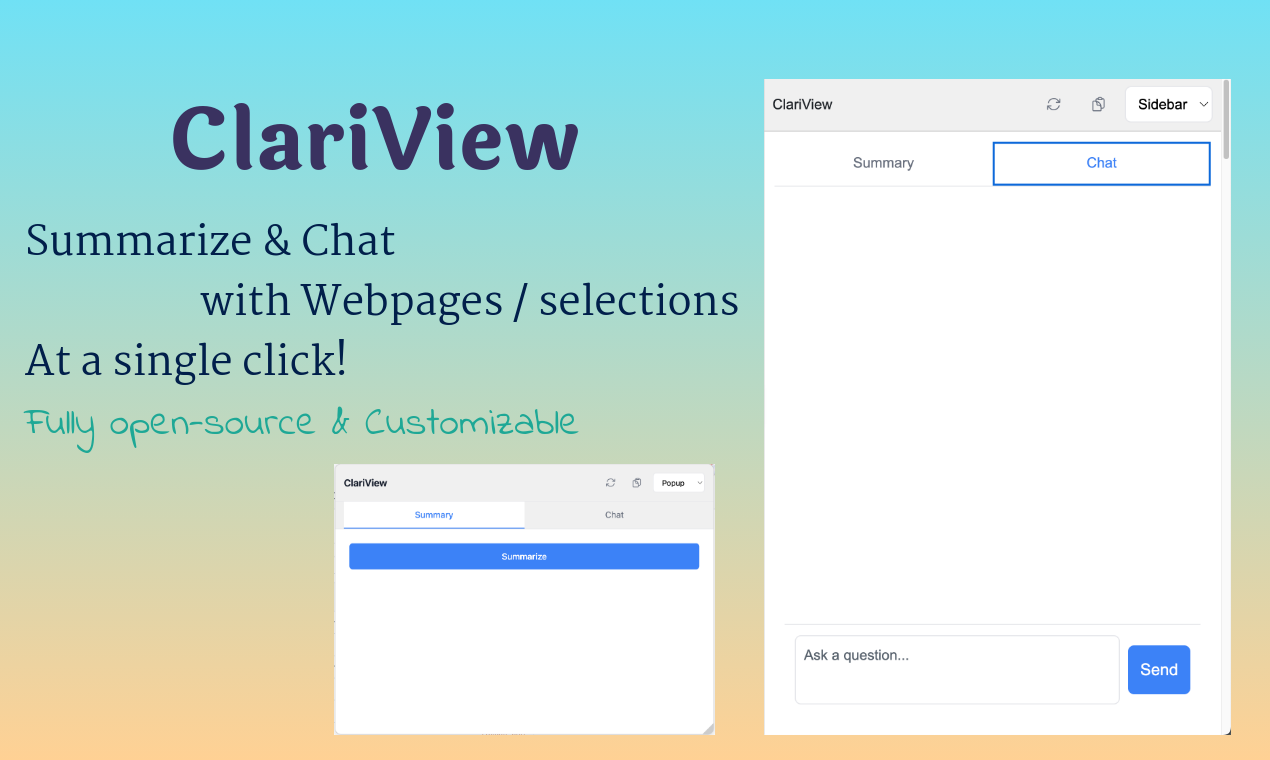 ClariView
Summarize & Chat
with Webpages / selections
At a single click!
Fully open-source & Customizable
ClariView
Popup
Summary
Chat
Summarize
ClariView
Sidebar
Summary
Chat
Ask a question...
Send